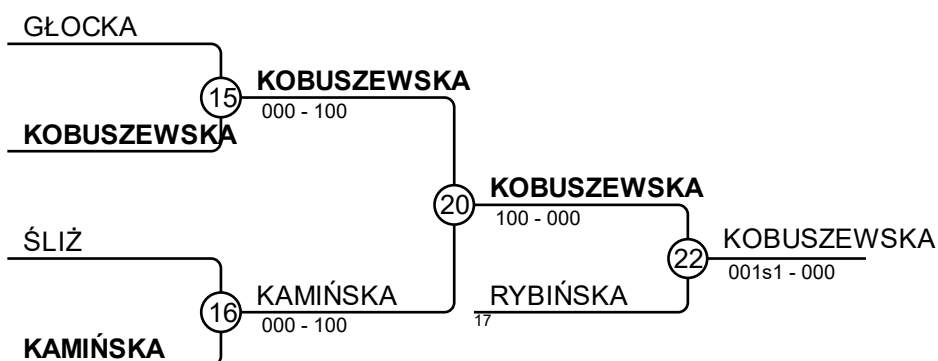 GŁOCKA
15
KOBUSZEWSKA
000 - 100
KOBUSZEWSKA
20
KOBUSZEWSKA
100 - 000
ŚLIŻ
22
KOBUSZEWSKA
001s1 - 000
16
KAMIŃSKA
000 - 100
RYBIŃSKA
17
KAMIŃSKA